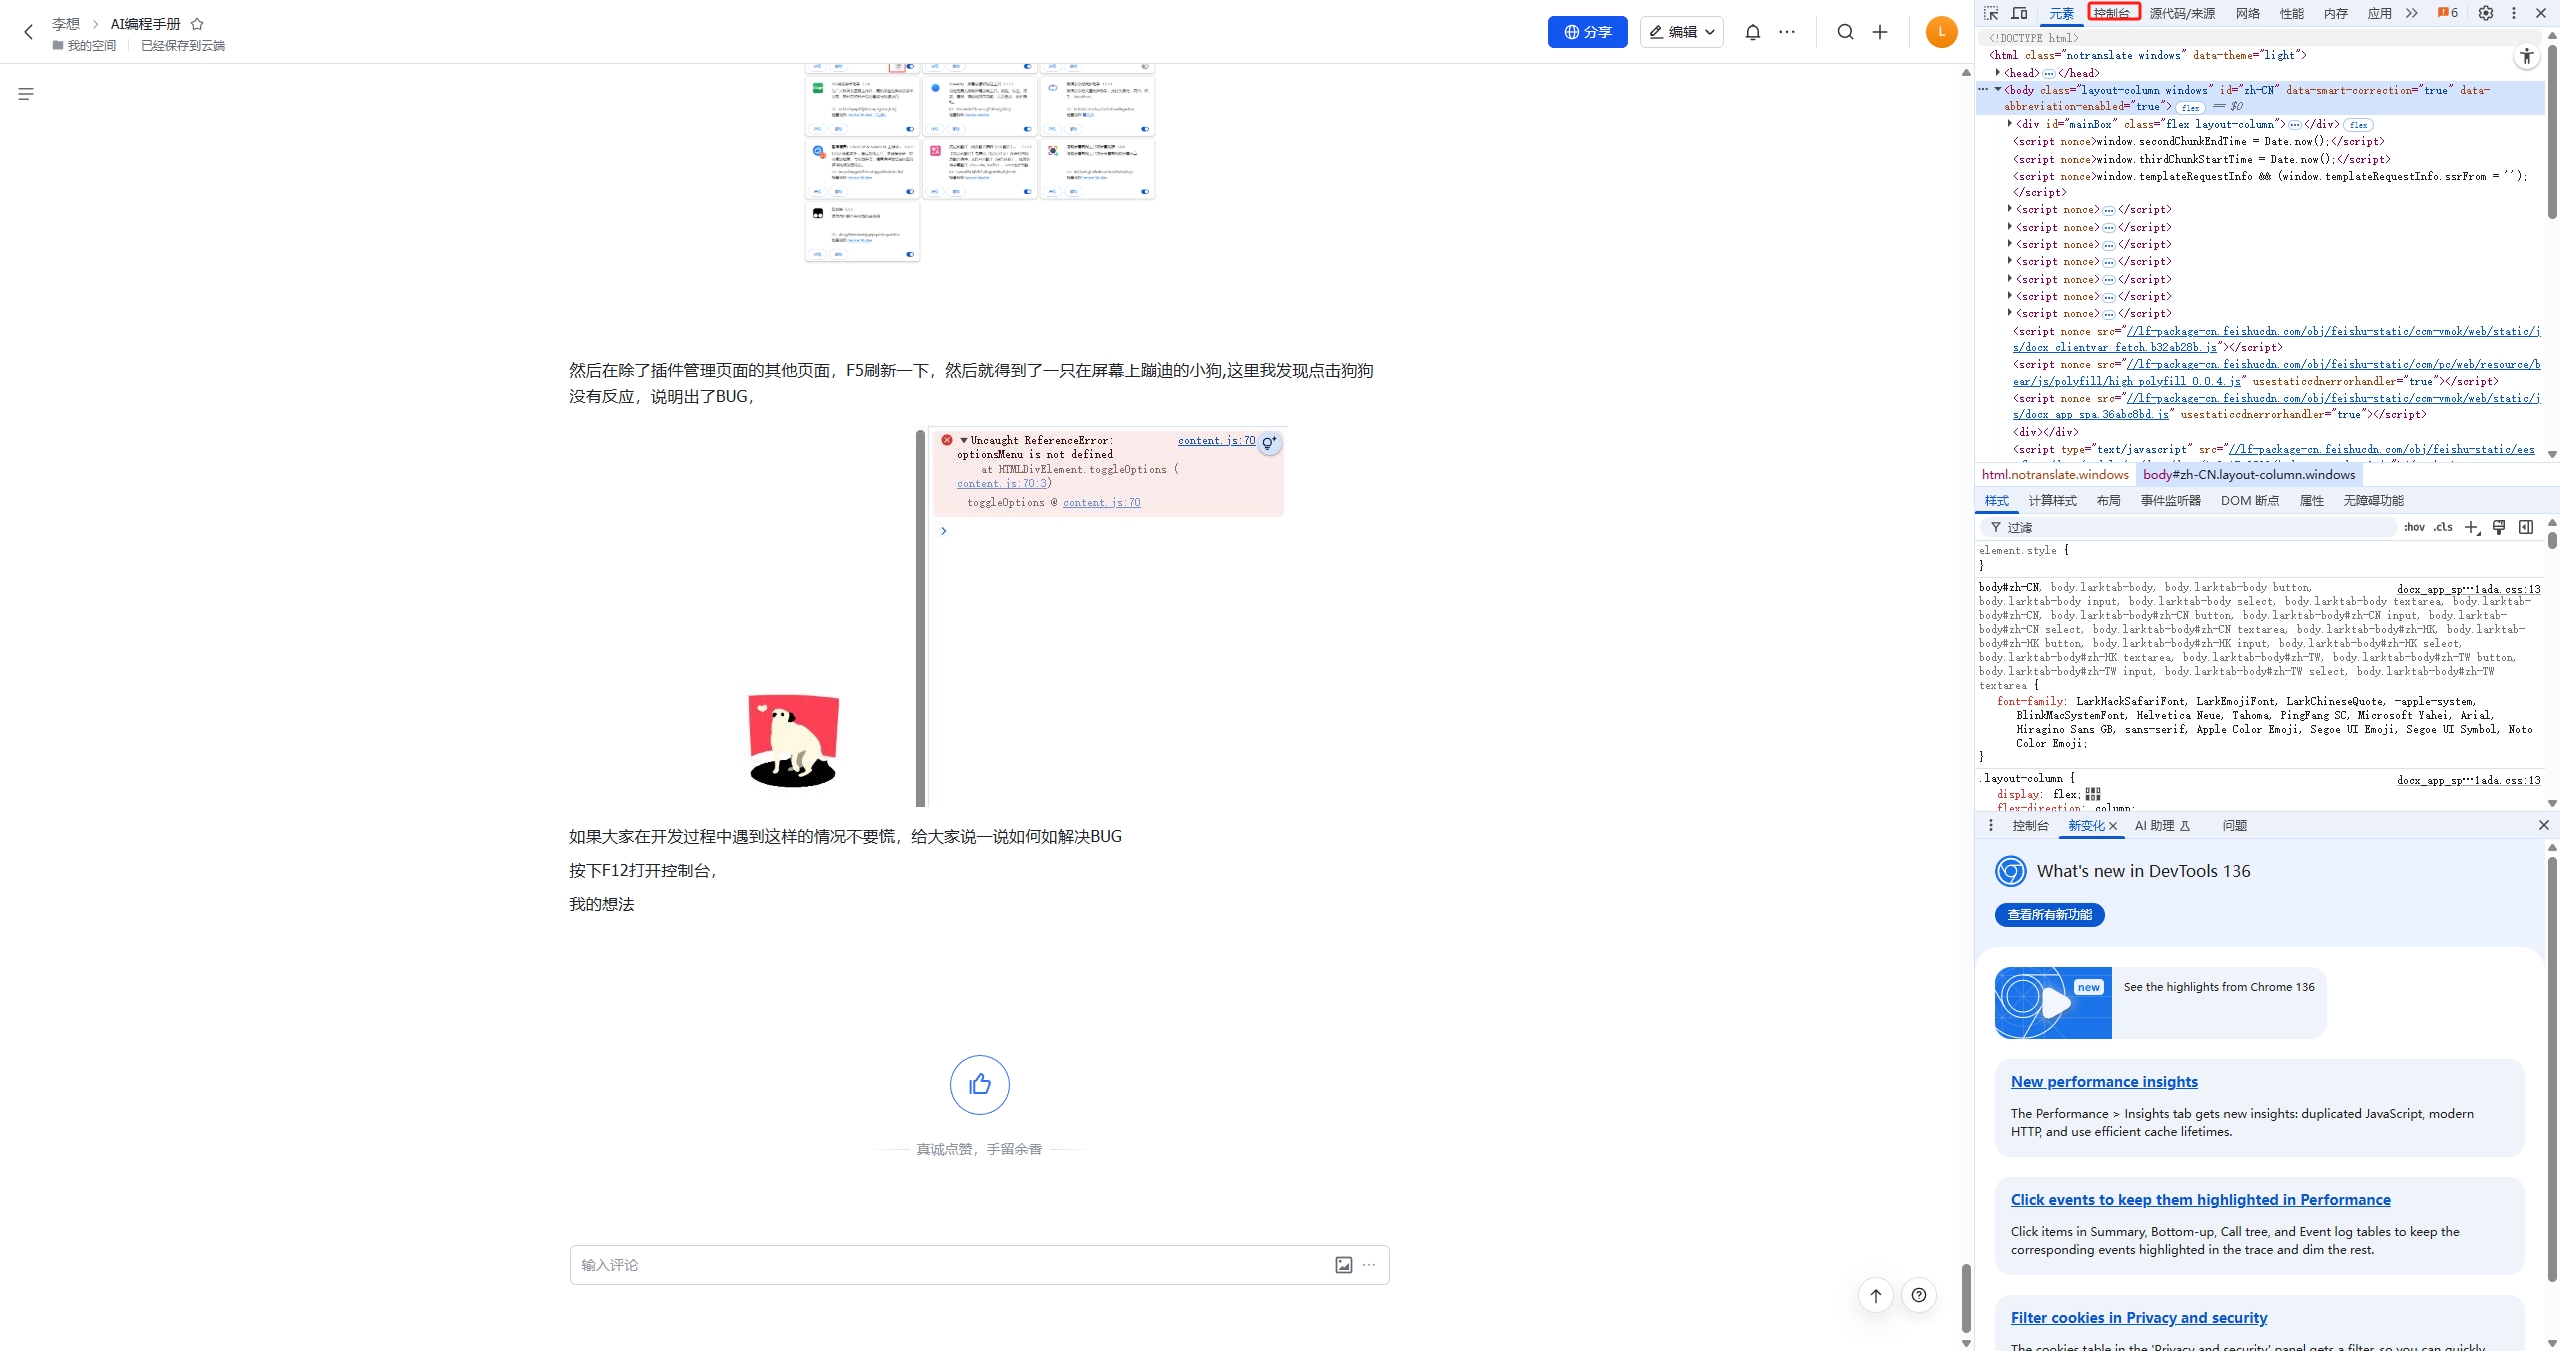 李想
AI编程手册
我的空间
已经保存到云端
分享
编辑
L
然后在除了插件管理页面的其他页面，F5刷新一下，然后就得到了一只在屏幕上蹦迪的小狗,这里我发现点击狗狗
没有反应，说明出了BUG，
Uncaught ReferenceError: content.js:70
optionsMenu is not defined
at HTMLDivElement.toggleOptions (
content.js:70:3)
toggleOptions @ content.js:70
如果大家在开发过程中遇到这样的情况不要慌，给大家说一说如何如解决BUG
按下F12打开控制台，
我的想法
真诚点赞，手留余香
输入评论
元素 控制台 源代码/来源 网络 性能 内存 应用 6
<!DOCTYPE html>
<html class="notranslate windows" data-theme="light">
<head>…</head>
<body class="layout-column windows" id="zh-CN" data-smart-correction="true" data-
abbreviation-enabled="true"> flex == $0
<div id="mainBox" class="flex layout-column">…</div> flex
<script nonce>window.secondChunkEndTime = Date.now();</script>
<script nonce>window.thirdChunkStartTime = Date.now();</script>
<script nonce>window.templateRequestInfo && (window.templateRequestInfo.ssrFrom = '');
</script>
<script nonce>…</script>
<script nonce>…</script>
<script nonce>…</script>
<script nonce>…</script>
<script nonce>…</script>
<script nonce>…</script>
<script nonce>…</script>
<script nonce src="//lf-package-cn.feishucdn.com/obj/feishu-static/ccm-vmok/web/static/j
s/docx_clientvar_fetch.b32ab28b.js"></script>
<script nonce src="//lf-package-cn.feishucdn.com/obj/feishu-static/ccm/pc/web/resource/b
ear/js/polyfill/high_polyfill_0.0.4.js" usestaticcdnerrorhandler="true"></script>
<script nonce src="//lf-package-cn.feishucdn.com/obj/feishu-static/ccm-vmok/web/static/j
s/docx_app_spa.36abc8bd.js" usestaticcdnerrorhandler="true"></script>
<div></div>
<script type="text/javascript" src="//lf-package-cn.feishucdn.com/obj/feishu-static/ees
html.notranslate.windows body#zh-CN.layout-column.windows
样式 计算样式 布局 事件监听器 DOM 断点 属性 无障碍功能
过滤 :hov .cls
element.style {
}
body#zh-CN, body.larktab-body, body.larktab-body button, docx_app_sp…1ada.css:13
body.larktab-body input, body.larktab-body select, body.larktab-body textarea, body.larktab-
body#zh-CN, body.larktab-body#zh-CN button, body.larktab-body#zh-CN input, body.larktab-
body#zh-CN select, body.larktab-body#zh-CN textarea, body.larktab-body#zh-HK, body.larktab-
body#zh-HK button, body.larktab-body#zh-HK input, body.larktab-body#zh-HK select,
body.larktab-body#zh-HK textarea, body.larktab-body#zh-TW, body.larktab-body#zh-TW button,
body.larktab-body#zh-TW input, body.larktab-body#zh-TW select, body.larktab-body#zh-TW
textarea {
font-family: LarkHackSafariFont, LarkEmojiFont, LarkChineseQuote, -apple-system,
BlinkMacSystemFont, Helvetica Neue, Tahoma, PingFang SC, Microsoft Yahei, Arial,
Hiragino Sans GB, sans-serif, Apple Color Emoji, Segoe UI Emoji, Segoe UI Symbol, Noto
Color Emoji;
}
.layout-column { docx_app_sp…1ada.css:13
display: flex;
flex-direction: column;
控制台 新变化 AI 助理 问题
What's new in DevTools 136
查看所有新功能
new
See the highlights from Chrome 136
New performance insights
The Performance > Insights tab gets new insights: duplicated JavaScript, modern
HTTP, and use efficient cache lifetimes.
Click events to keep them highlighted in Performance
Click items in Summary, Bottom-up, Call tree, and Event log tables to keep the
corresponding events highlighted in the trace and dim the rest.
Filter cookies in Privacy and security
The cookies table in the 'Privacy and security' panel gets a filter, so you can quickly